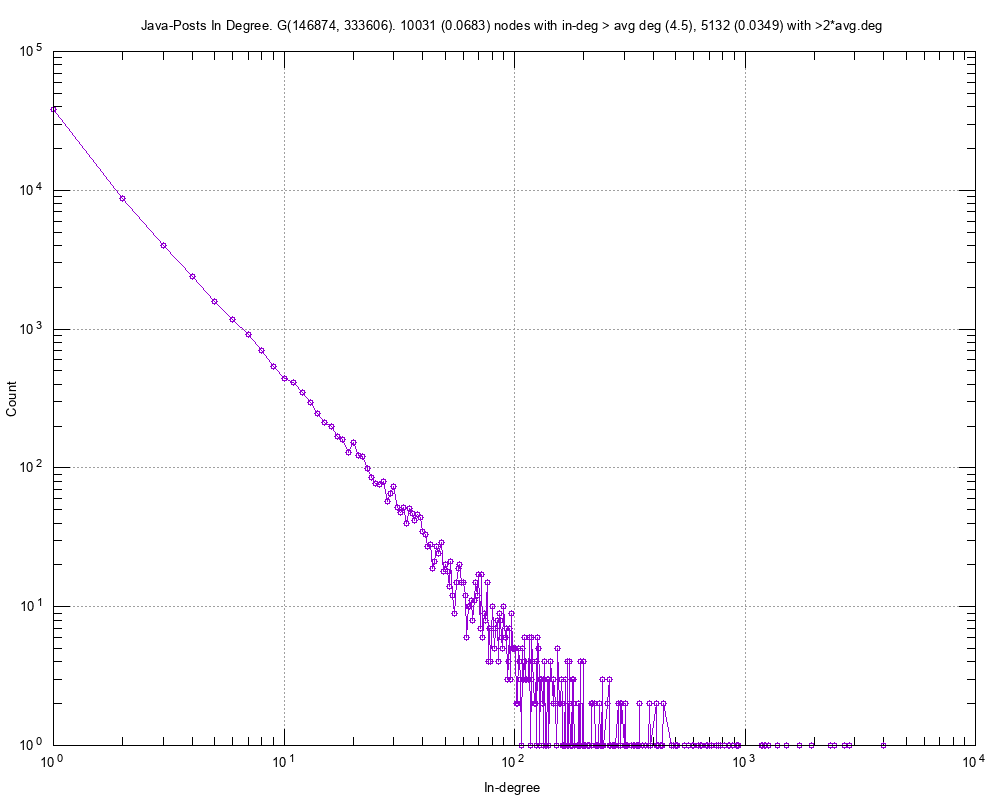 Java-Posts In Degree. G(146874, 333606). 10031 (0.0683) nodes with in-deg > avg deg (4.5), 5132 (0.0349) with >2*avg.deg
10^5
10^4
10^3
10^2
10^1
10^0
Count
10^0 10^1 10^2 10^3 10^4
In-degree